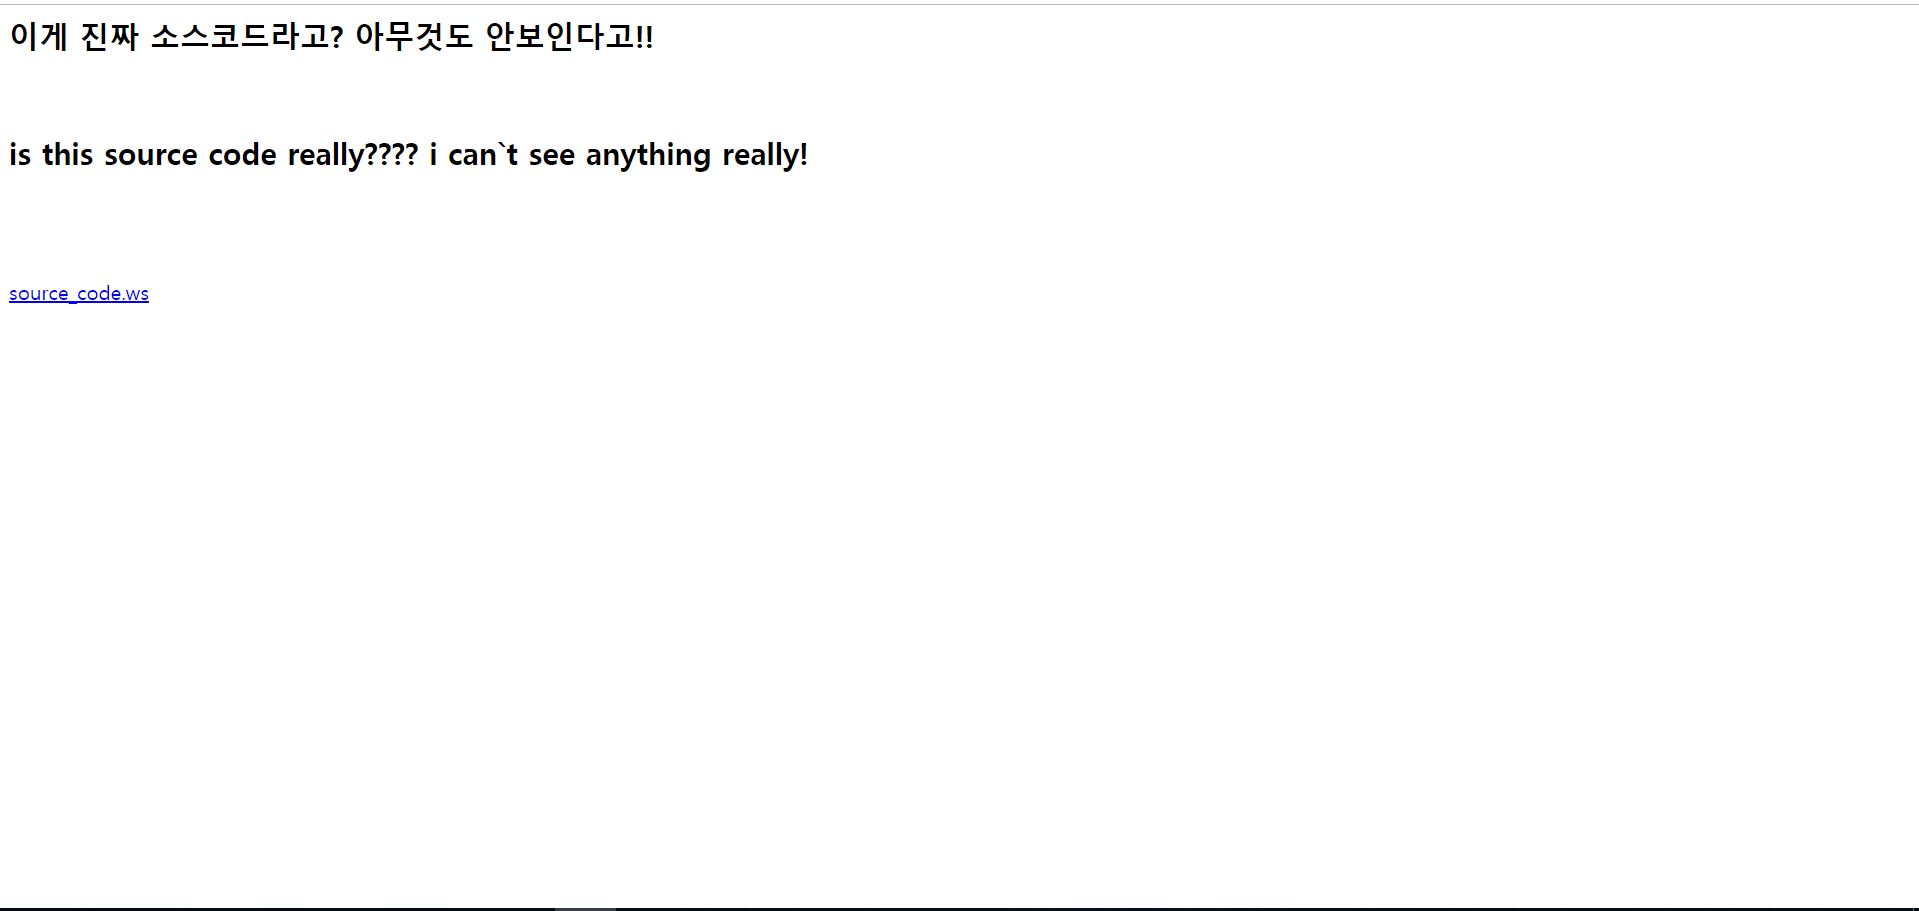 이게 진짜 소스코드라고? 아무것도 안보인다고!!
is this source code really???? i can`t see anything really!
source_code.ws